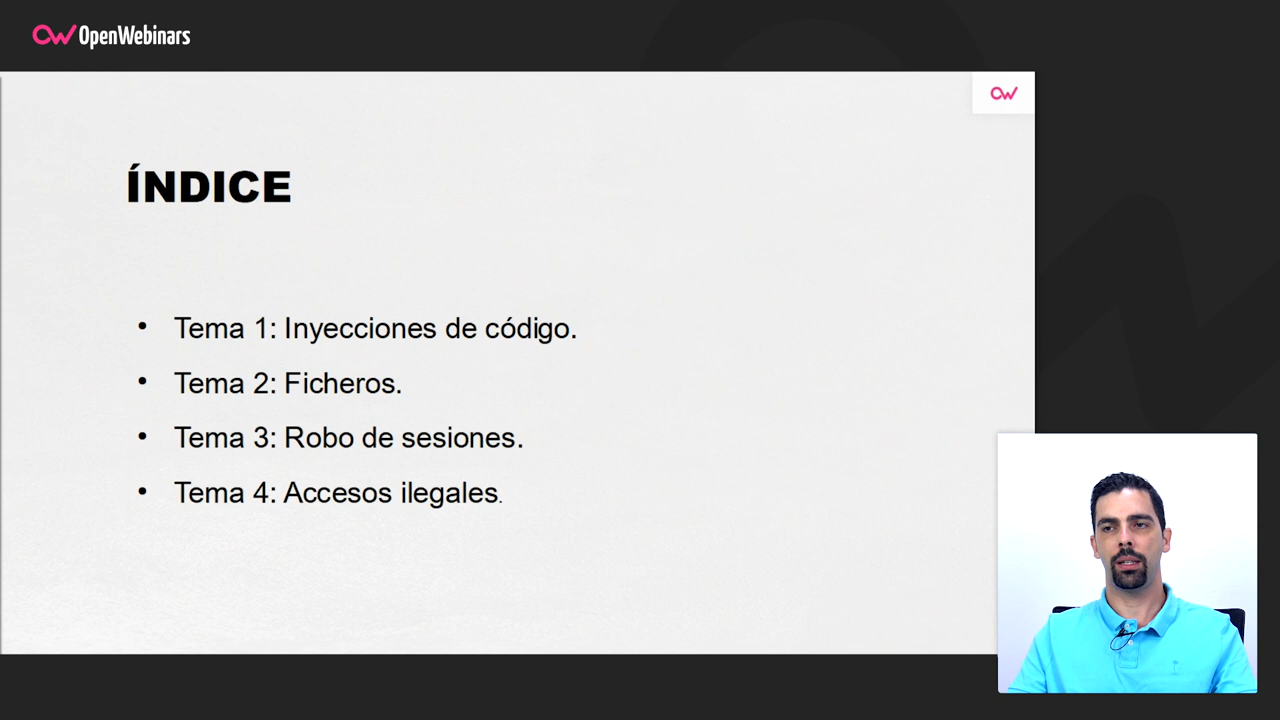 OpenWebinars
ÍNDICE
• Tema 1: Inyecciones de código.
• Tema 2: Ficheros.
• Tema 3: Robo de sesiones.
• Tema 4: Accesos ilegales.